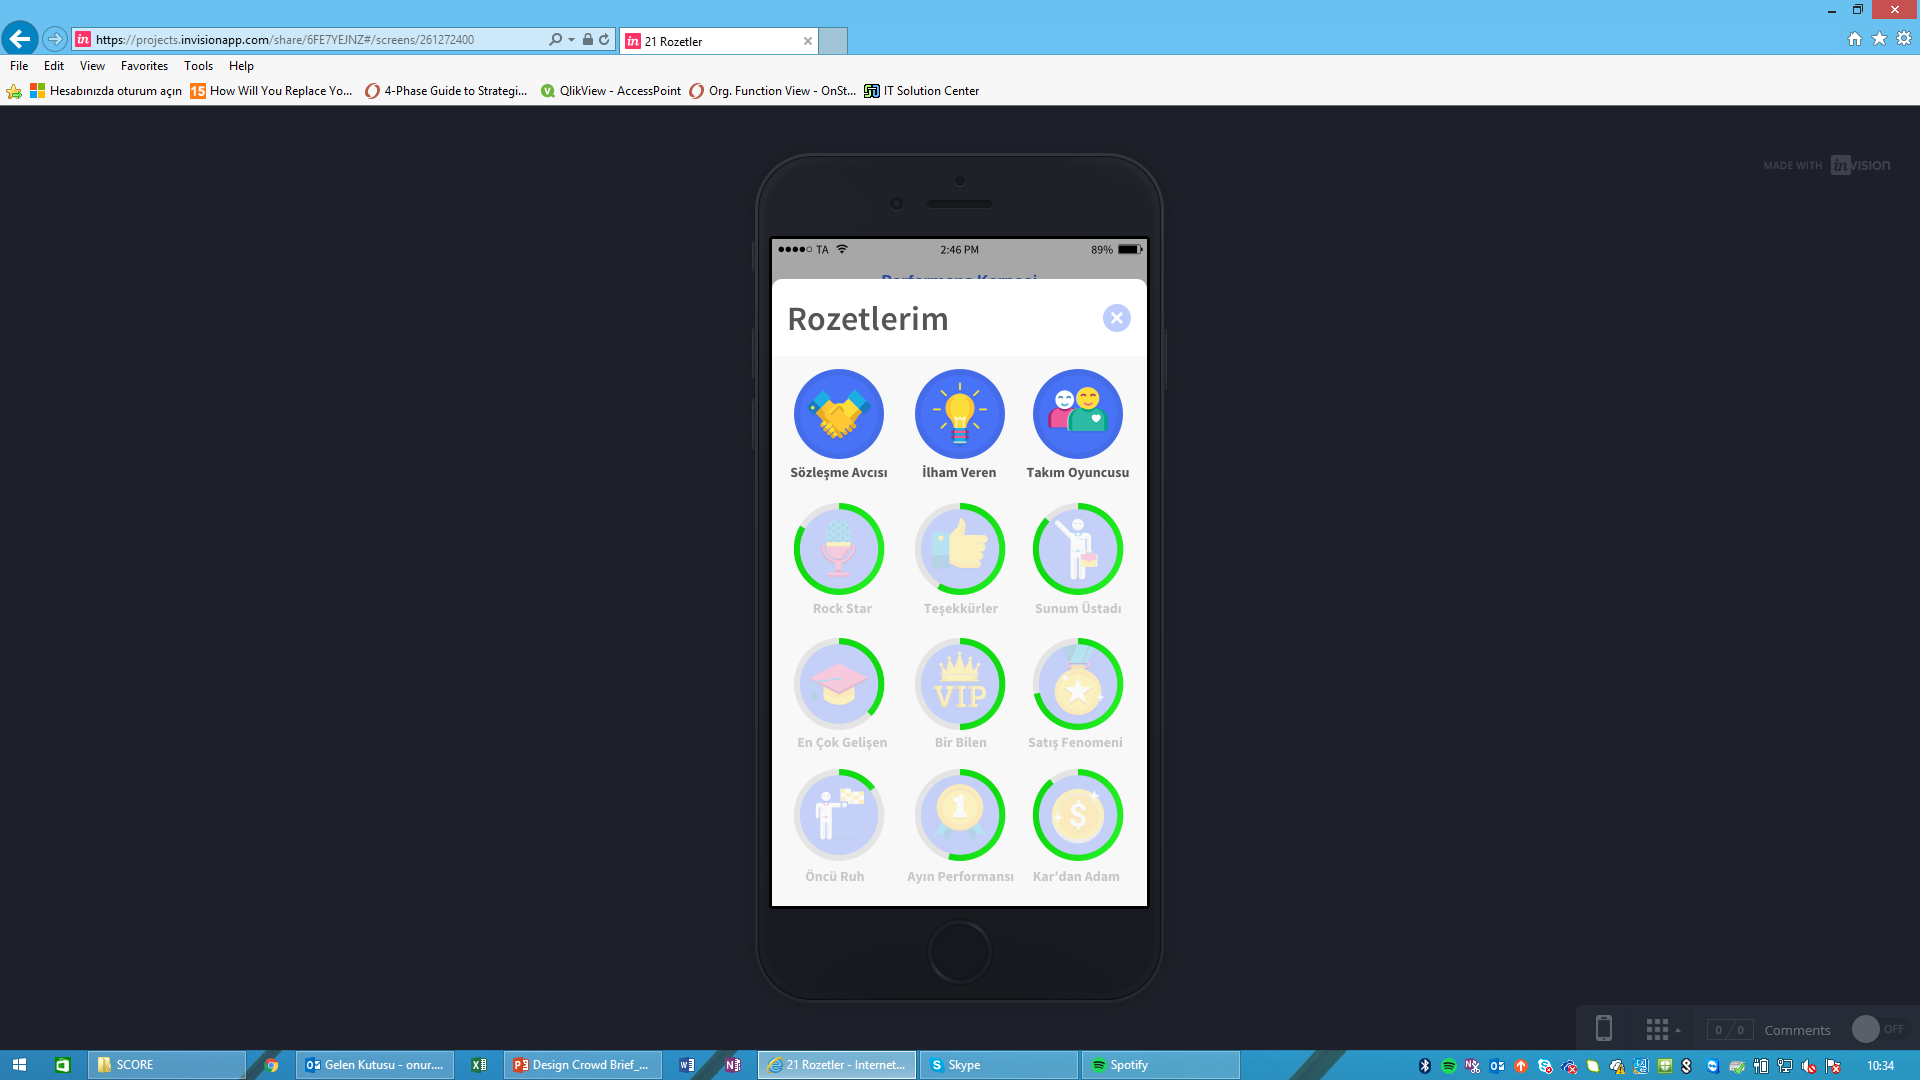 https://projects.invisionapp.com/share/6FE7YEJNZ#/screens/261272400
in 21 Rozetler
File Edit View Favorites Tools Help
Hesabınızda oturum açın 15 How Will You Replace Yo... 4-Phase Guide to Strategi... QlikView - AccessPoint Org. Function View - OnSt... IT Solution Center
MADE WITH invision
TA 2:46 PM 89%
Rozetlerim
Sözleşme Avcısı İlham Veren Takım Oyuncusu
Rock Star Teşekkürler Sunum Üstadı
VIP
En Çok Gelişen Bir Bilen Satış Fenomeni
1 $
Öncü Ruh Ayın Performansı Kar'dan Adam
0 / 0 Comments OFF
SCORE Gelen Kutusu - onur.... Design Crowd Brief_... 21 Rozetler - Internet... Skype Spotify 10:34